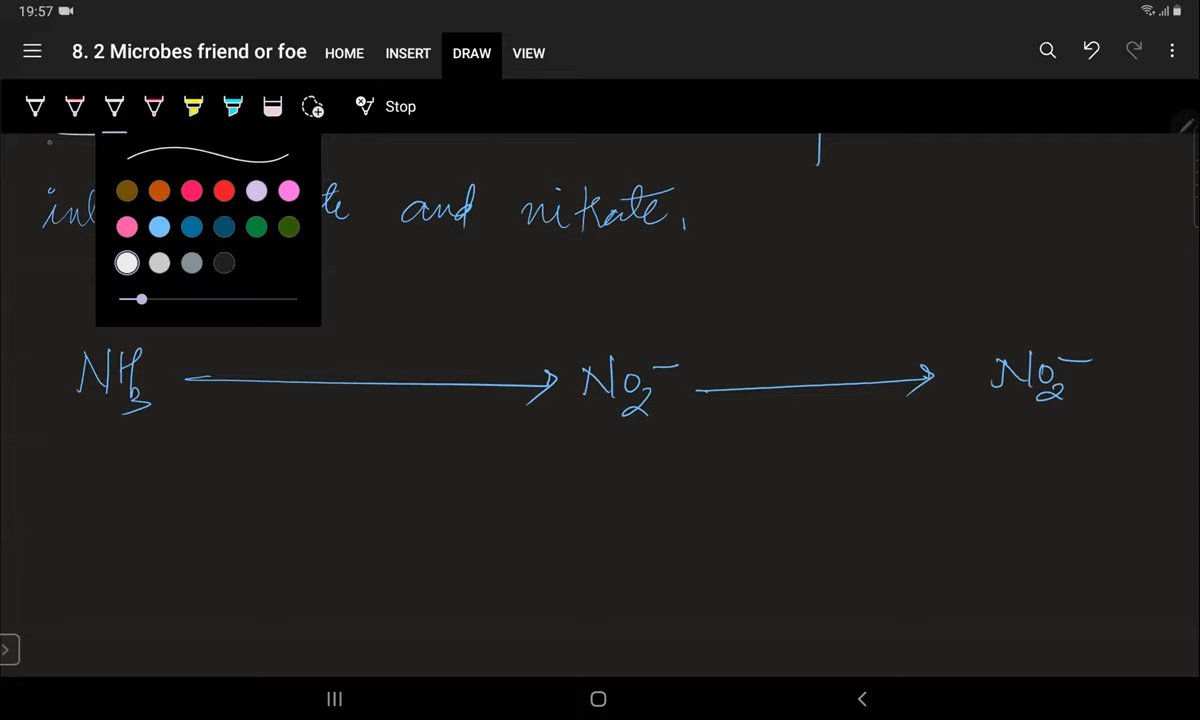 19:57
8. 2 Microbes friend or foe HOME INSERT DRAW VIEW
Stop
and nitrate.
NH3 → NO2⁻ → NO2⁻